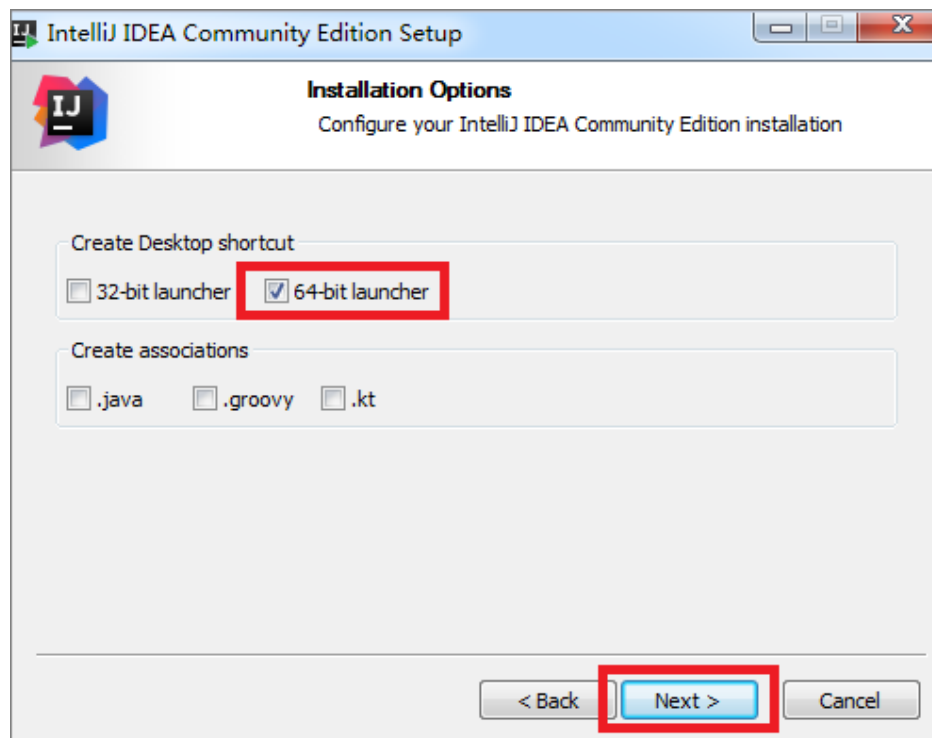 IntelliJ IDEA Community Edition Setup
IJ
Installation Options
Configure your IntelliJ IDEA Community Edition installation
Create Desktop shortcut
32-bit launcher 64-bit launcher
Create associations
.java .groovy .kt
< Back Next > Cancel